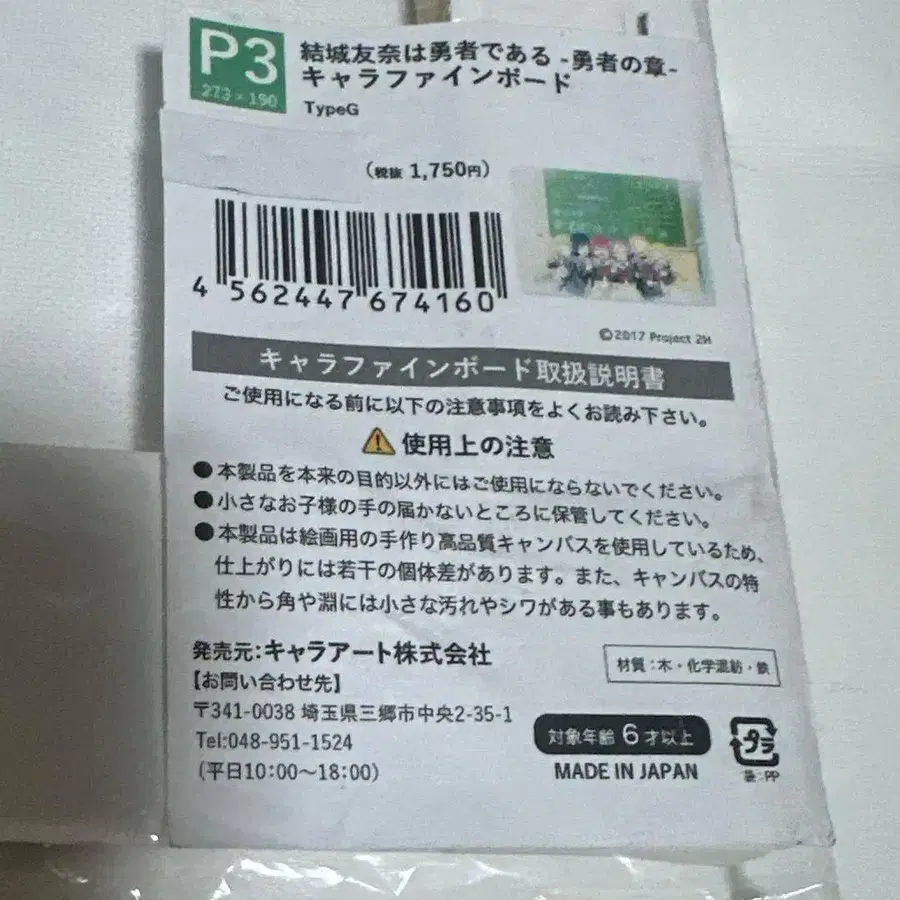 P3
273×190
結城友奈は勇者である -勇者の章-
キャラファインボード
TypeG
(税抜 1,750円)
4 562447 674160
©2017 Project 2H
キャラファインボード取扱説明書
ご使用になる前に以下の注意事項をよくお読み下さい。
使用上の注意
●本製品を本来の目的以外にはご使用にならないでください。
●小さなお子様の手の届かないところに保管してください。
●本製品は絵画用の手作り高品質キャンバスを使用しているため、
仕上がりには若干の個体差があります。また、キャンバスの特
性から角や淵には小さな汚れやシワがある事もあります。
発売元:キャラアート株式会社
【お問い合わせ先】
〒341-0038 埼玉県三郷市中央2-35-1
Tel:048-951-1524
(平日10:00～18:00)
材質：木・化学混紡・鉄
対象年齢 6才以上
MADE IN JAPAN
プラ
袋:PP